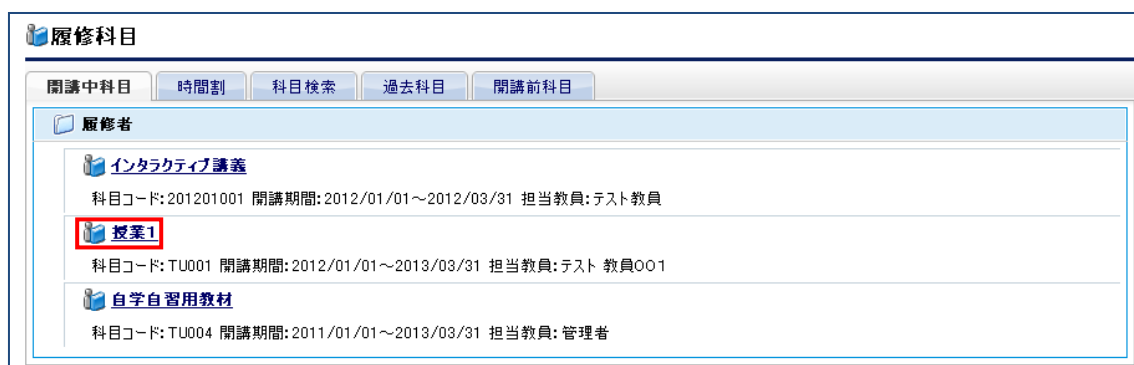 履修科目
開講中科目 時間割 科目検索 過去科目 開講前科目
履修者
インタラクティブ講義
科目コード:201201001 開講期間:2012/01/01～2012/03/31 担当教員:テスト教員
授業1
科目コード:TU001 開講期間:2012/01/01～2013/03/31 担当教員:テスト 教員001
自学自習用教材
科目コード:TU004 開講期間:2011/01/01～2013/03/31 担当教員:管理者